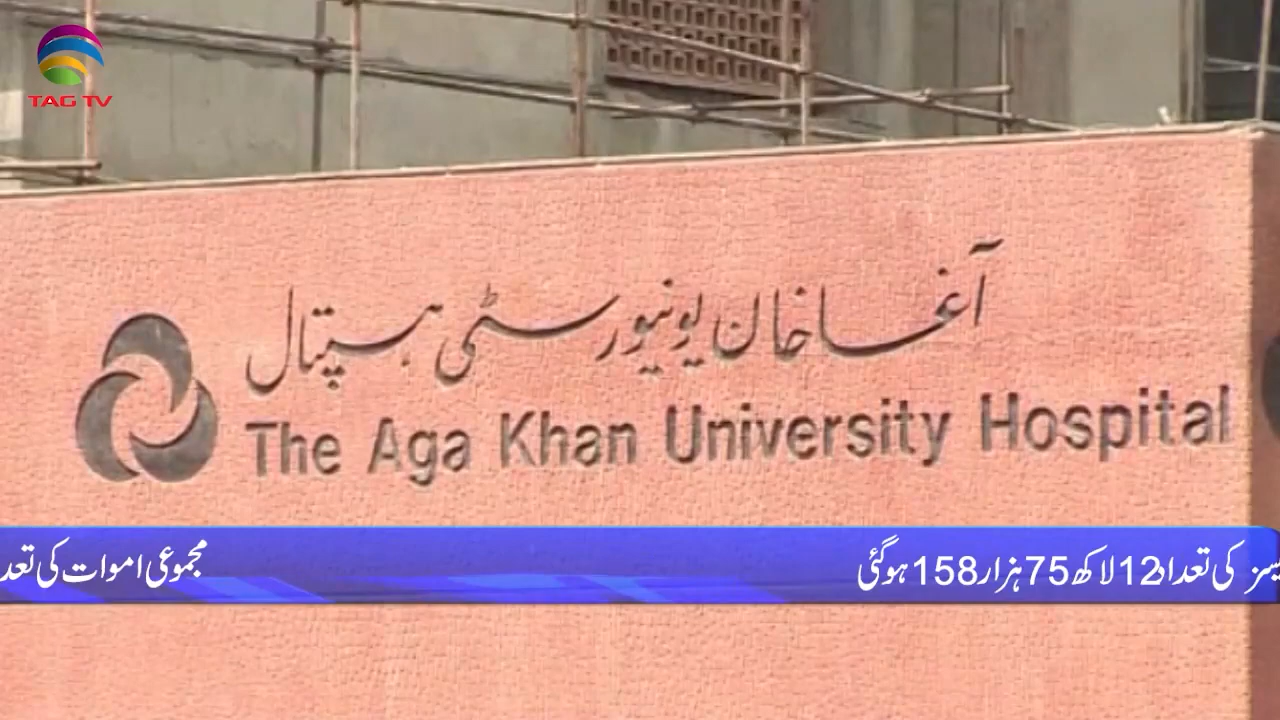 TAG TV
آغا خان یونیورسٹی ہسپتال
The Aga Khan University Hospital
کی تعداد 12 لاکھ 75 ہزار 158 ہوگئی
مجموعی اموات کی